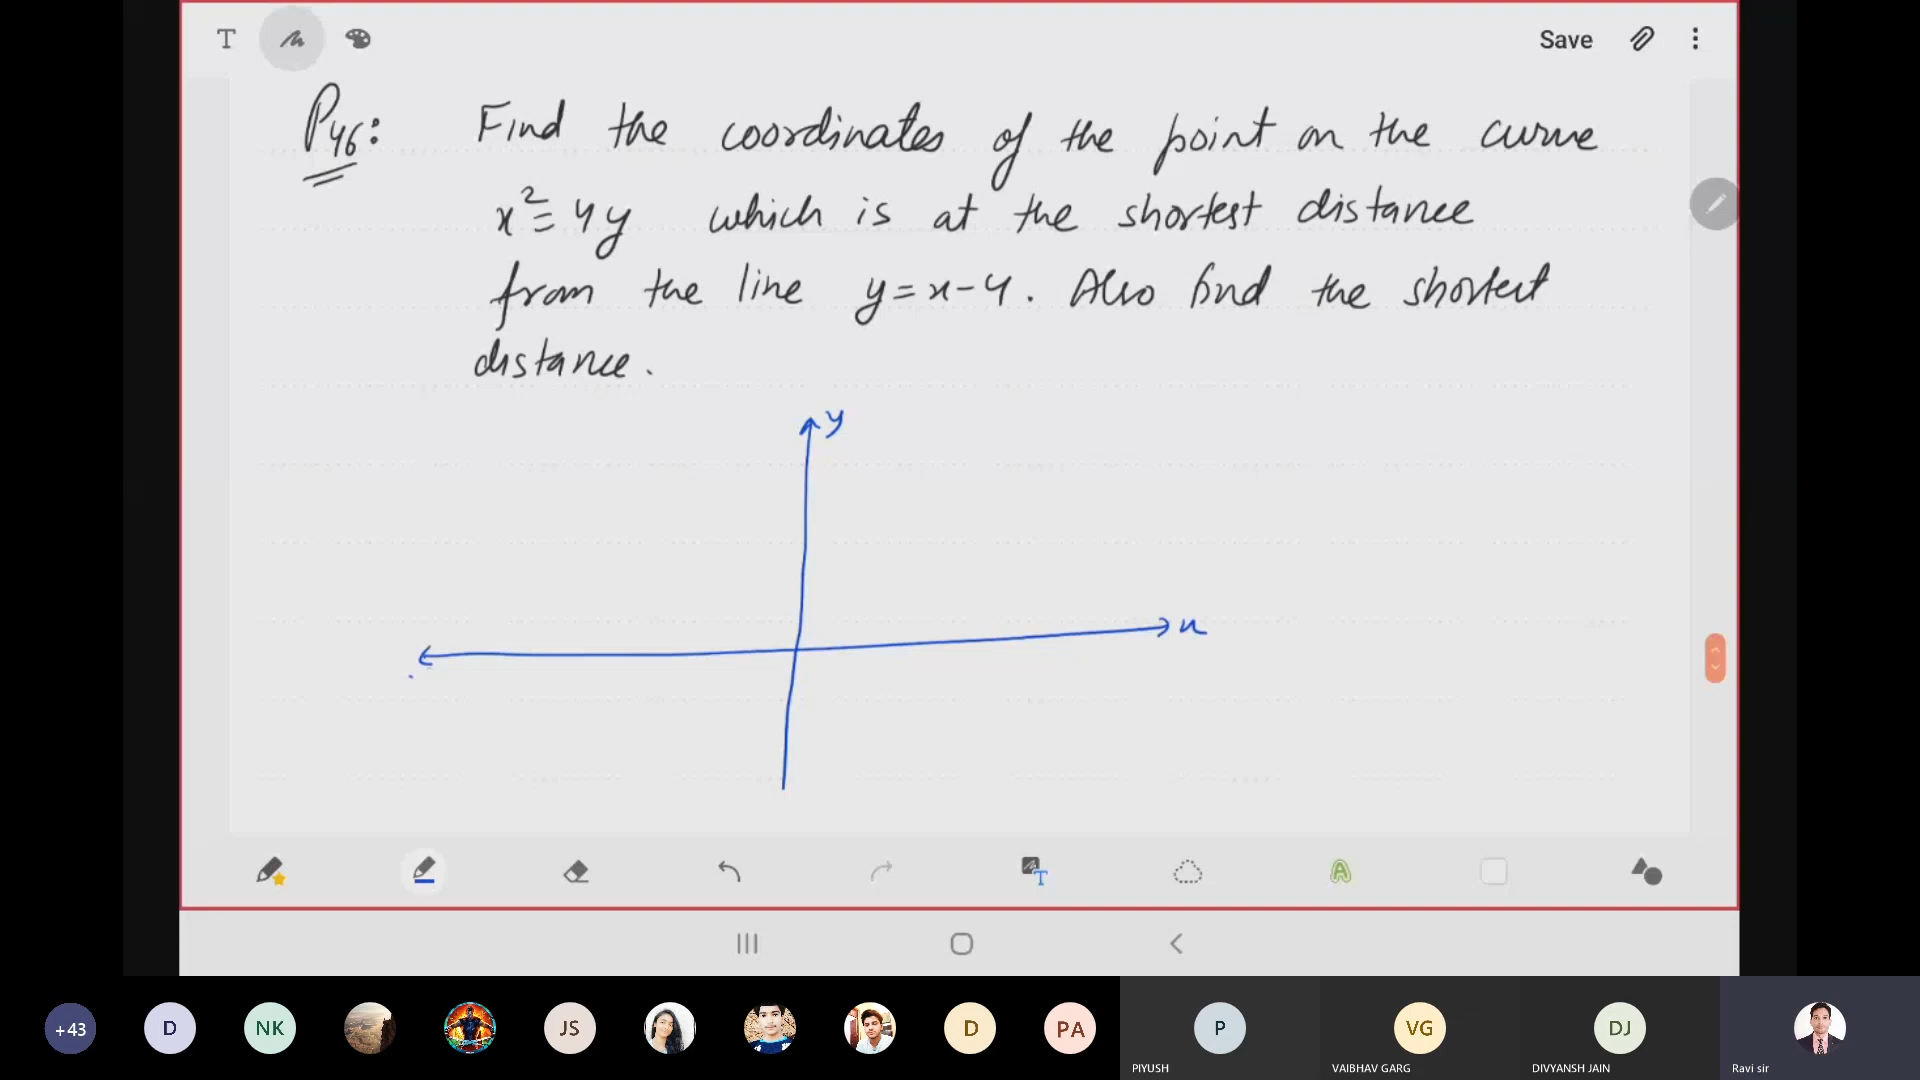 T
Save
P46: Find the coordinates of the point on the curve
x² = 4y which is at the shortest distance
from the line y = x - 4. Also find the shortest
distance.
y
x
T
A
+43
D
NK
JS
D
PA
P
VG
DJ
PIYUSH
VAIBHAV GARG
DIVYANSH JAIN
Ravi sir